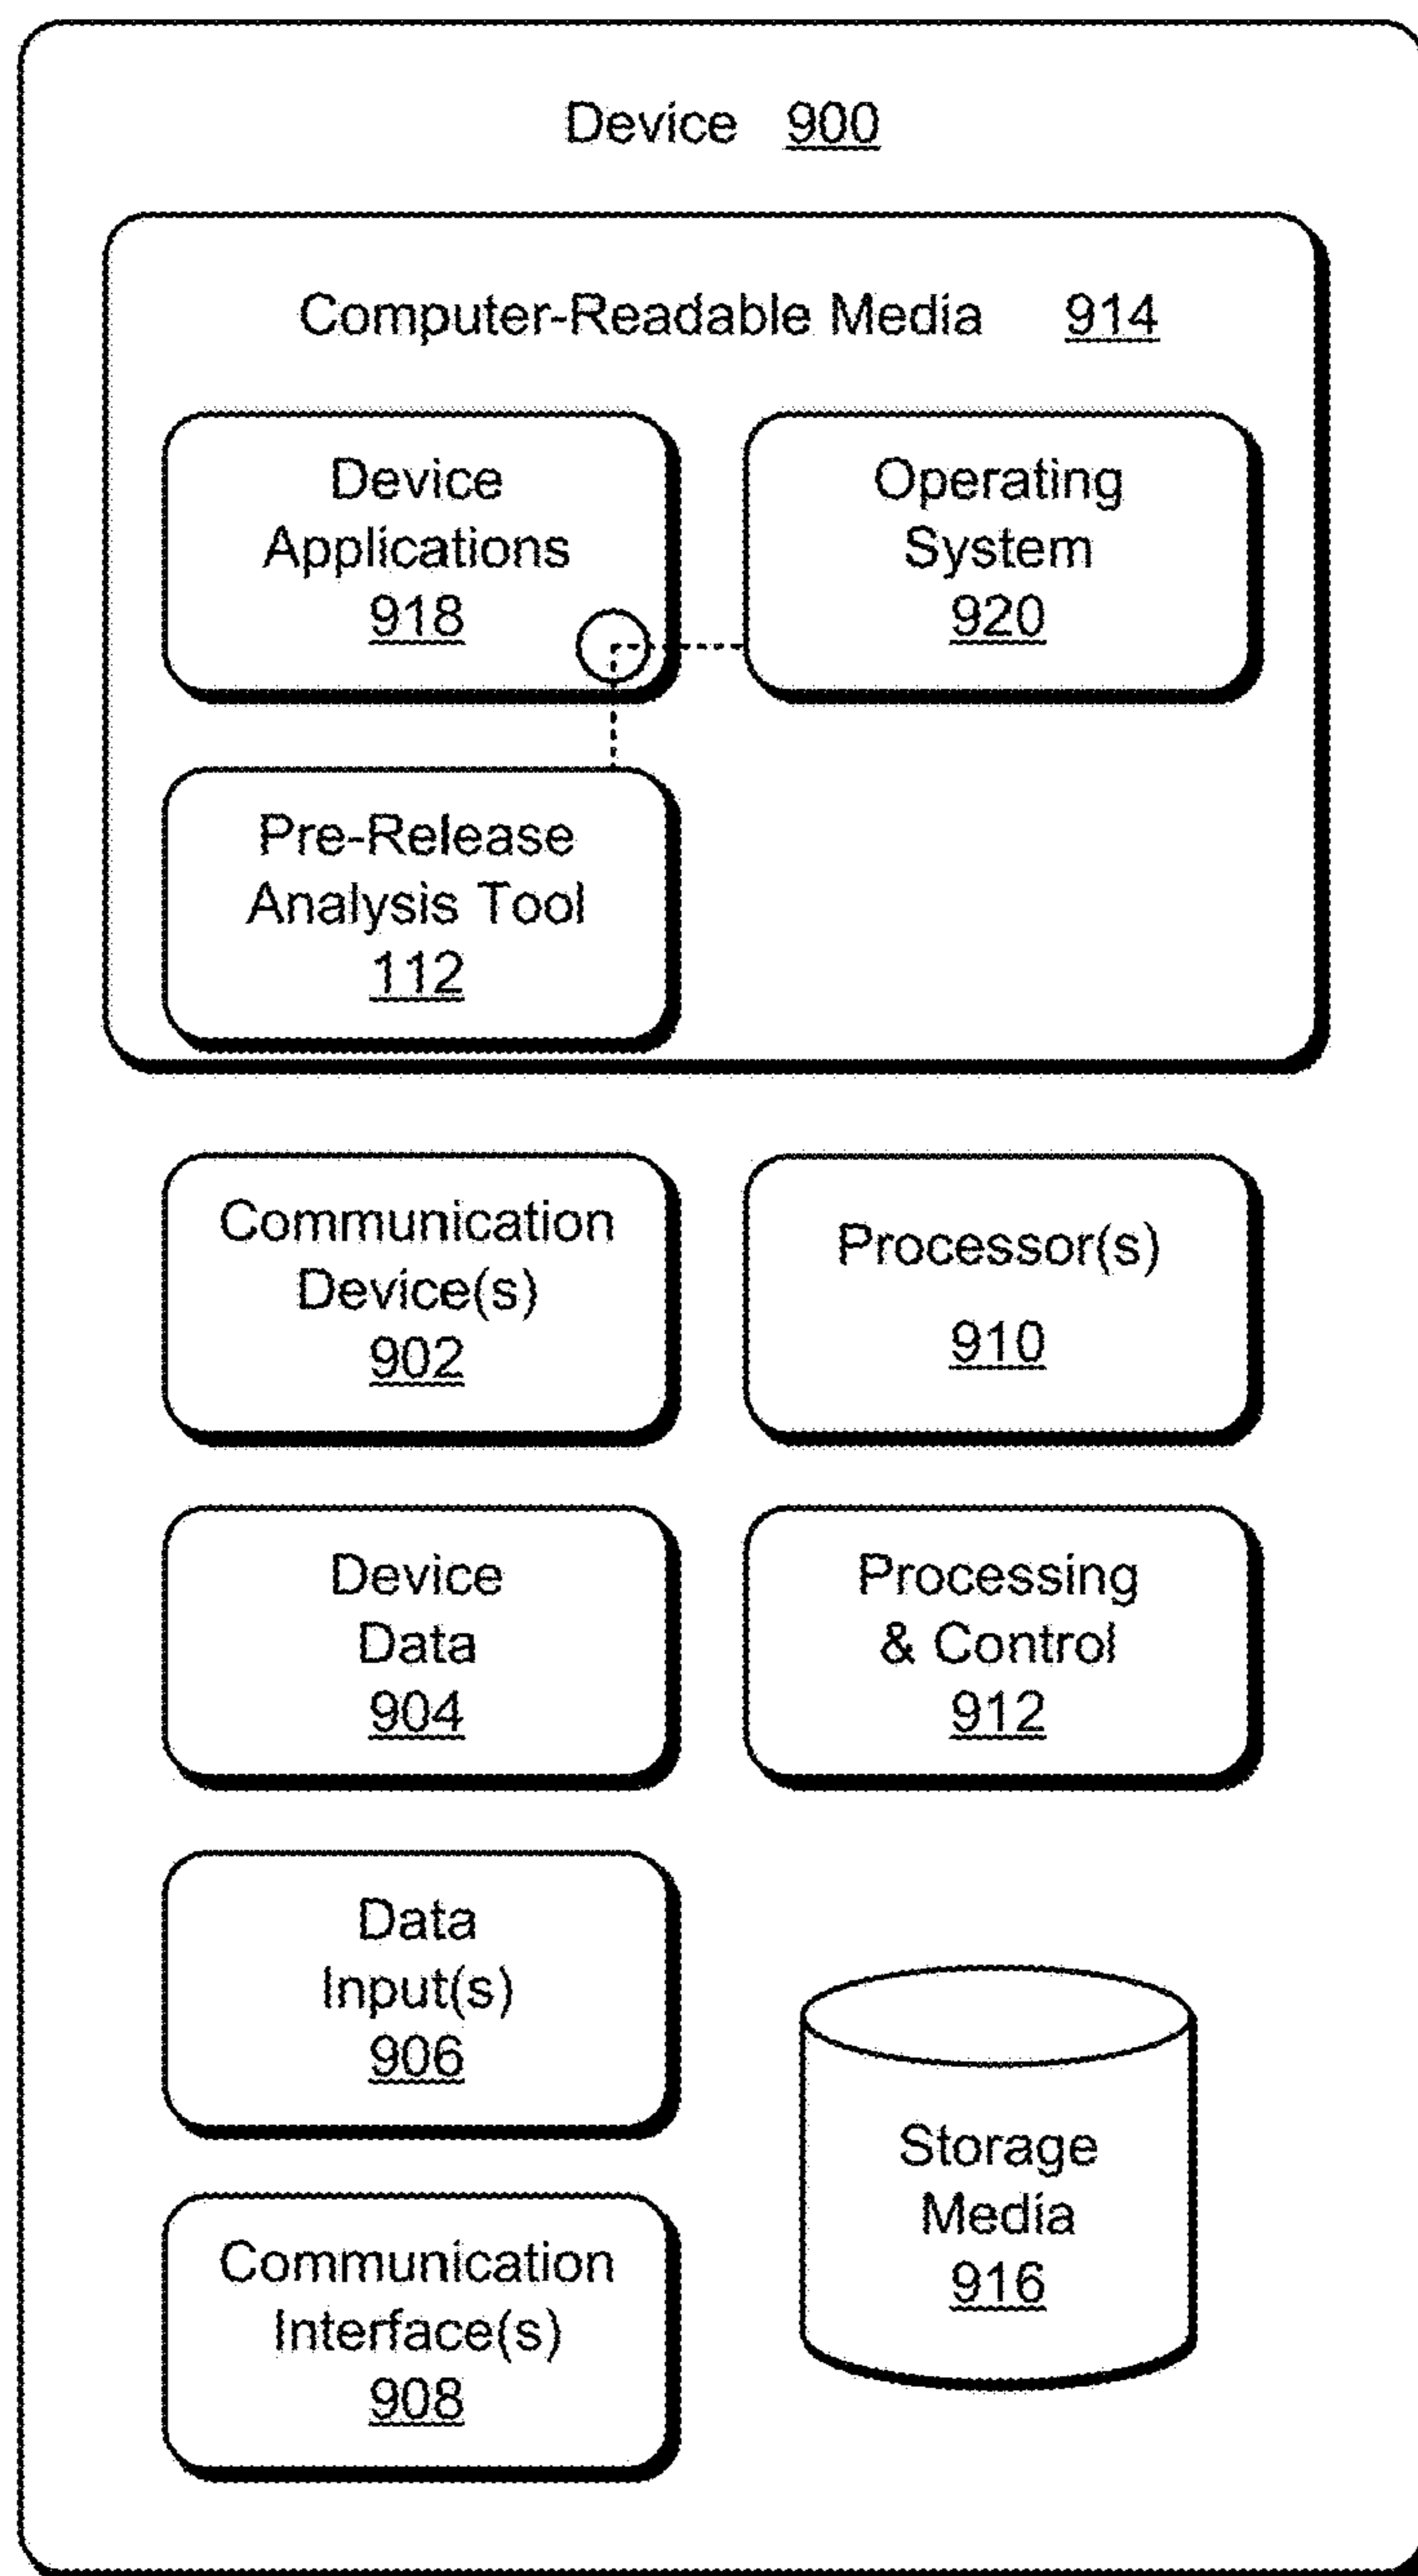 Device 900
Computer-Readable Media 914
Device
Applications
918
Operating
System
920
Pre-Release
Analysis Tool
112
Communication
Device(s)
902
Processor(s)
910
Device
Data
904
Processing
& Control
912
Data
Input(s)
906
Storage
Media
916
Communication
Interface(s)
908